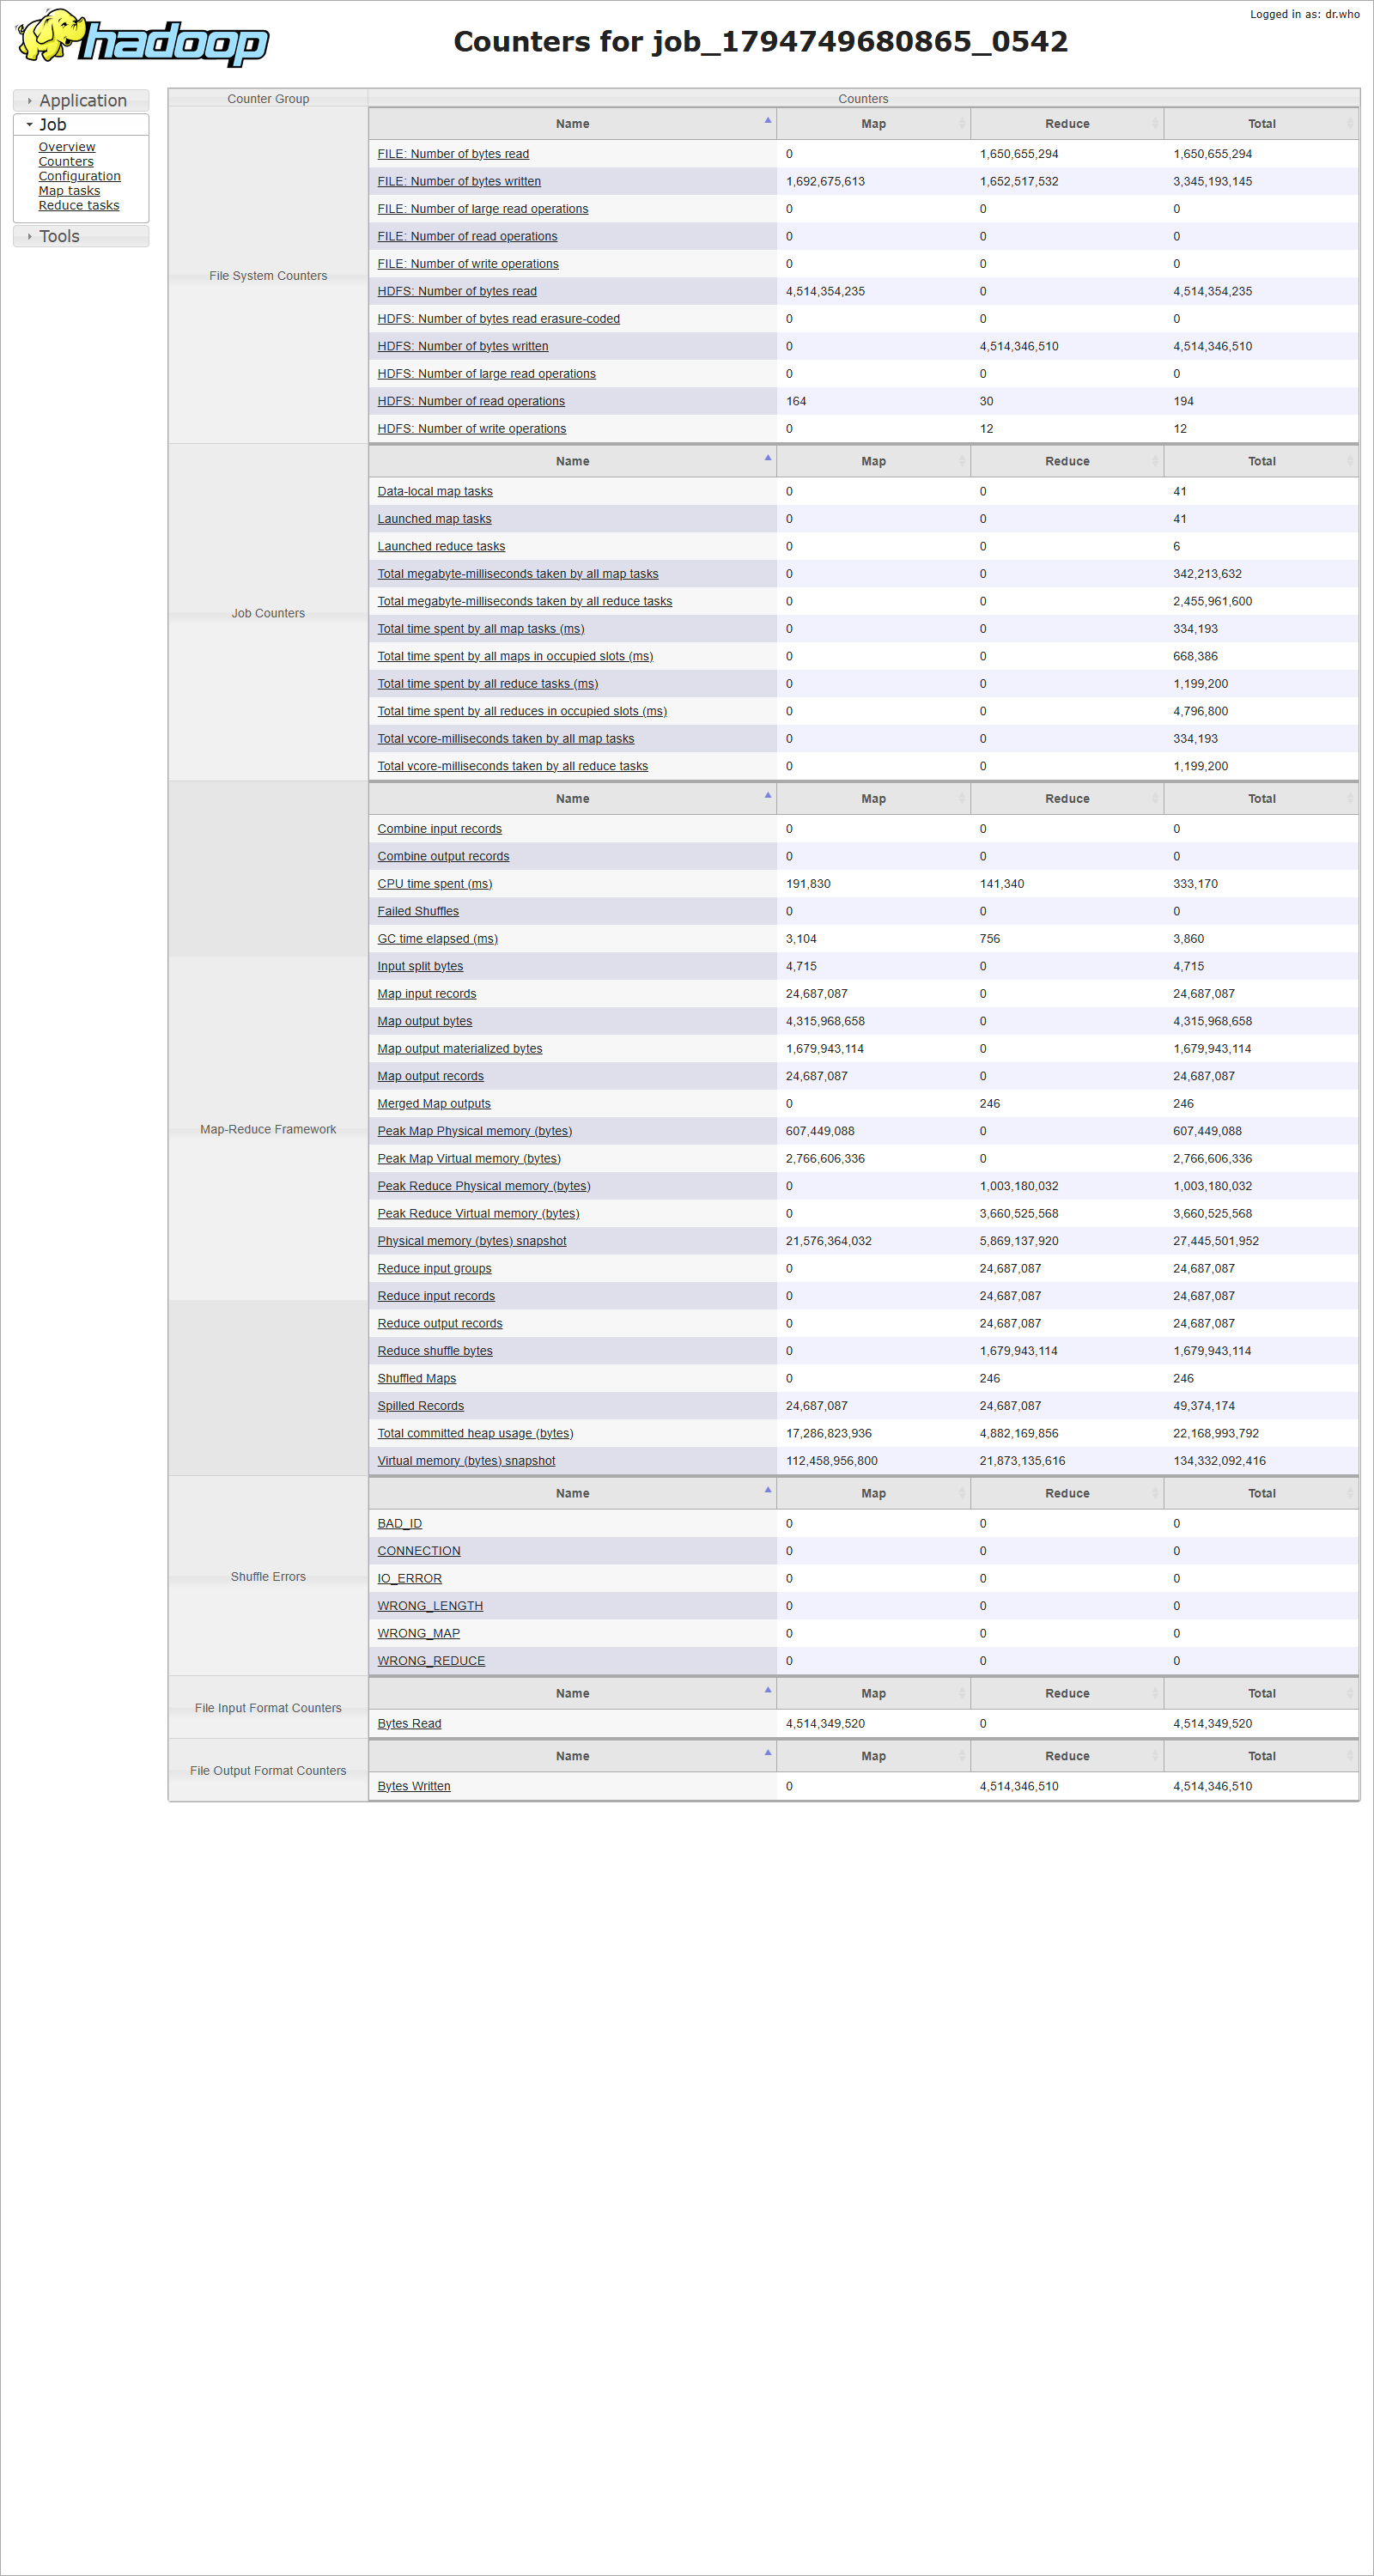 Logged in as: dr.who
hadoop
Counters for job_1794749680865_0542
Application
Job
Overview
Counters
Configuration
Map tasks
Reduce tasks
Tools
Counter Group Counters
File System Counters
Name Map Reduce Total
FILE: Number of bytes read 0 1,650,655,294 1,650,655,294
FILE: Number of bytes written 1,692,675,613 1,652,517,532 3,345,193,145
FILE: Number of large read operations 0 0 0
FILE: Number of read operations 0 0 0
FILE: Number of write operations 0 0 0
HDFS: Number of bytes read 4,514,354,235 0 4,514,354,235
HDFS: Number of bytes read erasure-coded 0 0 0
HDFS: Number of bytes written 0 4,514,346,510 4,514,346,510
HDFS: Number of large read operations 0 0 0
HDFS: Number of read operations 164 30 194
HDFS: Number of write operations 0 12 12
Job Counters
Name Map Reduce Total
Data-local map tasks 0 0 41
Launched map tasks 0 0 41
Launched reduce tasks 0 0 6
Total megabyte-milliseconds taken by all map tasks 0 0 342,213,632
Total megabyte-milliseconds taken by all reduce tasks 0 0 2,455,961,600
Total time spent by all map tasks (ms) 0 0 334,193
Total time spent by all maps in occupied slots (ms) 0 0 668,386
Total time spent by all reduce tasks (ms) 0 0 1,199,200
Total time spent by all reduces in occupied slots (ms) 0 0 4,796,800
Total vcore-milliseconds taken by all map tasks 0 0 334,193
Total vcore-milliseconds taken by all reduce tasks 0 0 1,199,200
Map-Reduce Framework
Name Map Reduce Total
Combine input records 0 0 0
Combine output records 0 0 0
CPU time spent (ms) 191,830 141,340 333,170
Failed Shuffles 0 0 0
GC time elapsed (ms) 3,104 756 3,860
Input split bytes 4,715 0 4,715
Map input records 24,687,087 0 24,687,087
Map output bytes 4,315,968,658 0 4,315,968,658
Map output materialized bytes 1,679,943,114 0 1,679,943,114
Map output records 24,687,087 0 24,687,087
Merged Map outputs 0 246 246
Peak Map Physical memory (bytes) 607,449,088 0 607,449,088
Peak Map Virtual memory (bytes) 2,766,606,336 0 2,766,606,336
Peak Reduce Physical memory (bytes) 0 1,003,180,032 1,003,180,032
Peak Reduce Virtual memory (bytes) 0 3,660,525,568 3,660,525,568
Physical memory (bytes) snapshot 21,576,364,032 5,869,137,920 27,445,501,952
Reduce input groups 0 24,687,087 24,687,087
Reduce input records 0 24,687,087 24,687,087
Reduce output records 0 24,687,087 24,687,087
Reduce shuffle bytes 0 1,679,943,114 1,679,943,114
Shuffled Maps 0 246 246
Spilled Records 24,687,087 24,687,087 49,374,174
Total committed heap usage (bytes) 17,286,823,936 4,882,169,856 22,168,993,792
Virtual memory (bytes) snapshot 112,458,956,800 21,873,135,616 134,332,092,416
Shuffle Errors
Name Map Reduce Total
BAD_ID 0 0 0
CONNECTION 0 0 0
IO_ERROR 0 0 0
WRONG_LENGTH 0 0 0
WRONG_MAP 0 0 0
WRONG_REDUCE 0 0 0
File Input Format Counters
Name Map Reduce Total
Bytes Read 4,514,349,520 0 4,514,349,520
File Output Format Counters
Name Map Reduce Total
Bytes Written 0 4,514,346,510 4,514,346,510